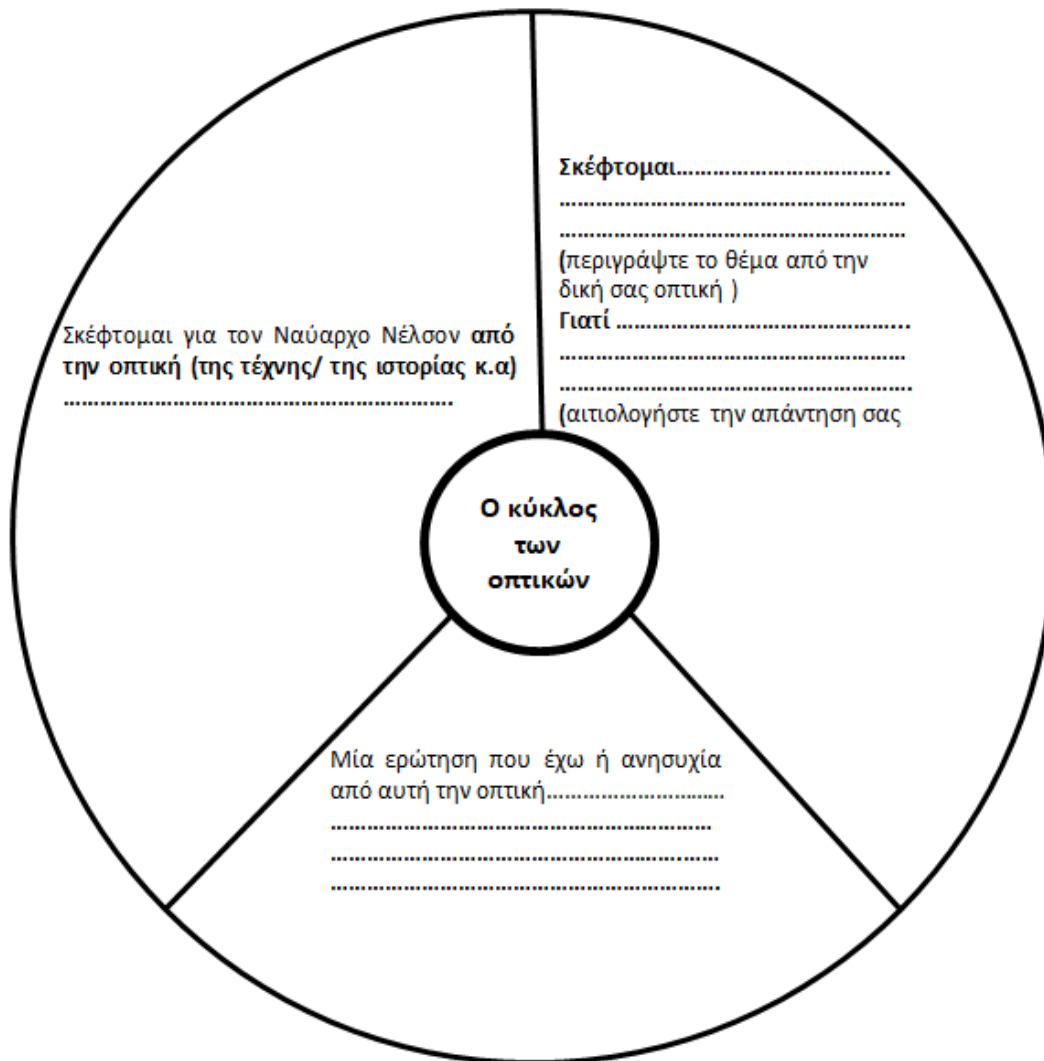 Σκέφτομαι για τον Ναύαρχο Νέλσον από
την οπτική (της τέχνης/ της ιστορίας κ.α)
……………………………………………………….
Σκέφτομαι……………………………..
…………………………………………………
…………………………………………………
(περιγράψτε το θέμα από την
δική σας οπτική )
Γιατί ………………………………………...
…………………………………………………
………………………………………………….
(αιτιολογήστε την απάντηση σας
Ο κύκλος
των
οπτικών
Μία ερώτηση που έχω ή ανησυχία
από αυτή την οπτική…………………………
………………………………………………………
……………………………………………….……
……………………………………………………….